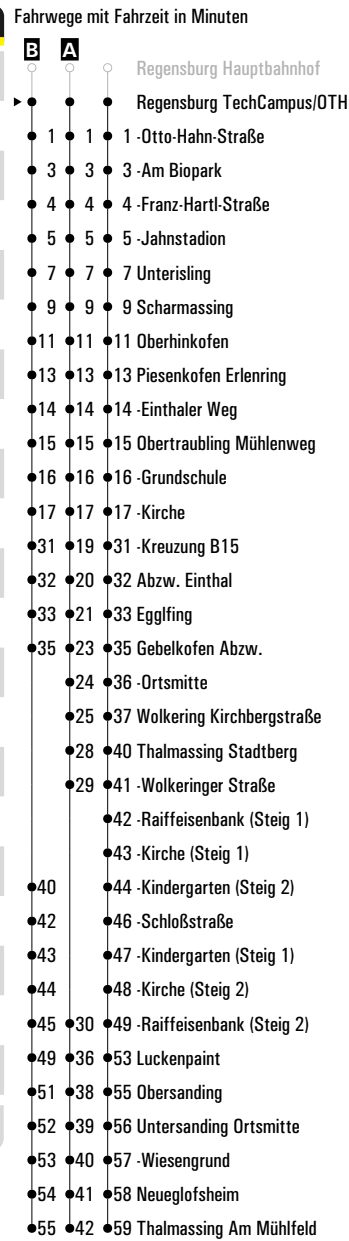 Fahrwege mit Fahrzeit in Minuten
B A
Regensburg Hauptbahnhof
Regensburg TechCampus/OTH
1 1 1 -Otto-Hahn-Straße
3 3 3 -Am Biopark
4 4 4 -Franz-Hartl-Straße
5 5 5 -Jahnstadion
7 7 7 Unterisling
9 9 9 Scharmassing
11 11 11 Oberhinkofen
13 13 13 Piesenkofen Erlenring
14 14 14 -Einthaler Weg
15 15 15 Obertraubling Mühlenweg
16 16 16 -Grundschule
17 17 17 -Kirche
31 19 31 -Kreuzung B15
32 20 32 Abzw. Einthal
33 21 33 Egglfing
35 23 35 Gebelkofen Abzw.
24 36 -Ortsmitte
25 37 Wolkering Kirchbergstraße
28 40 Thalmassing Stadtberg
29 41 -Wolkeringer Straße
42 -Raiffeisenbank (Steig 1)
43 -Kirche (Steig 1)
40 44 -Kindergarten (Steig 2)
42 46 -Schloßstraße
43 47 -Kindergarten (Steig 1)
44 48 -Kirche (Steig 2)
45 30 49 -Raiffeisenbank (Steig 2)
49 36 53 Luckenpaint
51 38 55 Obersanding
52 39 56 Untersanding Ortsmitte
53 40 57 -Wiesengrund
54 41 58 Neueglofsheim
55 42 59 Thalmassing Am Mühlfeld